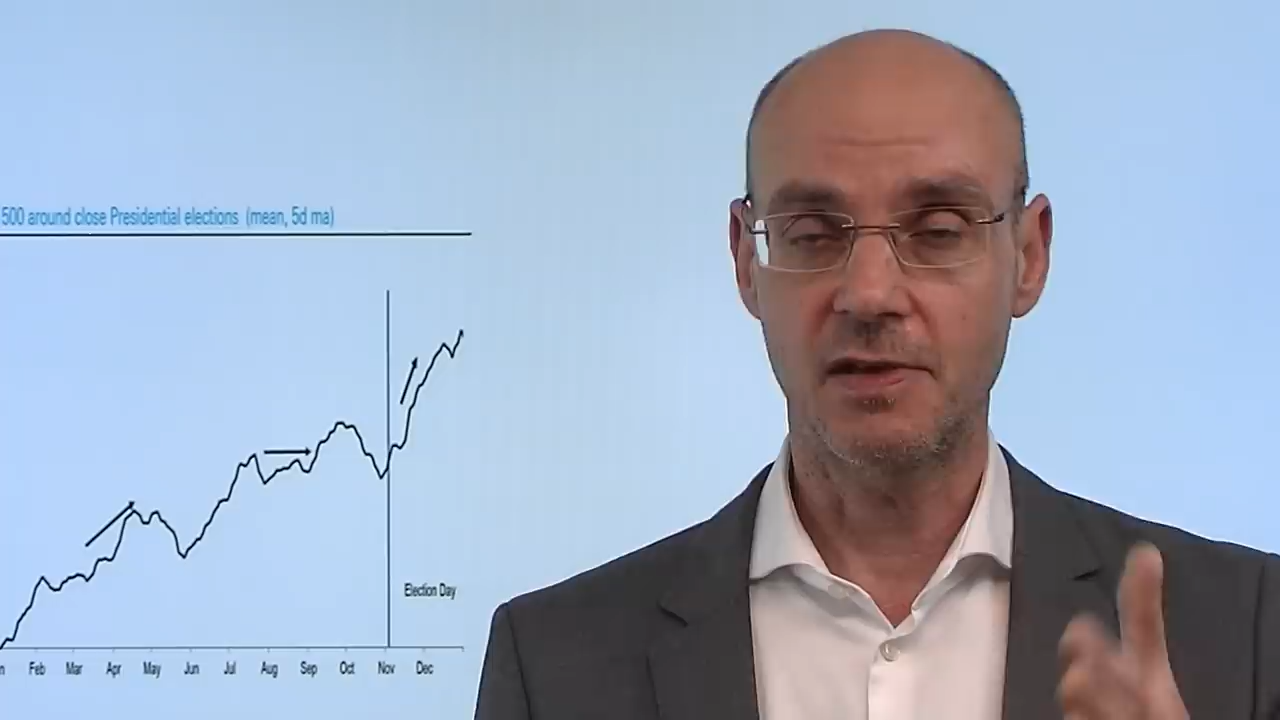 500 around close Presidential elections (mean, 5d ma)
Election Day
n Feb Mar Apr May Jun Jul Aug Sep Oct Nov Dec